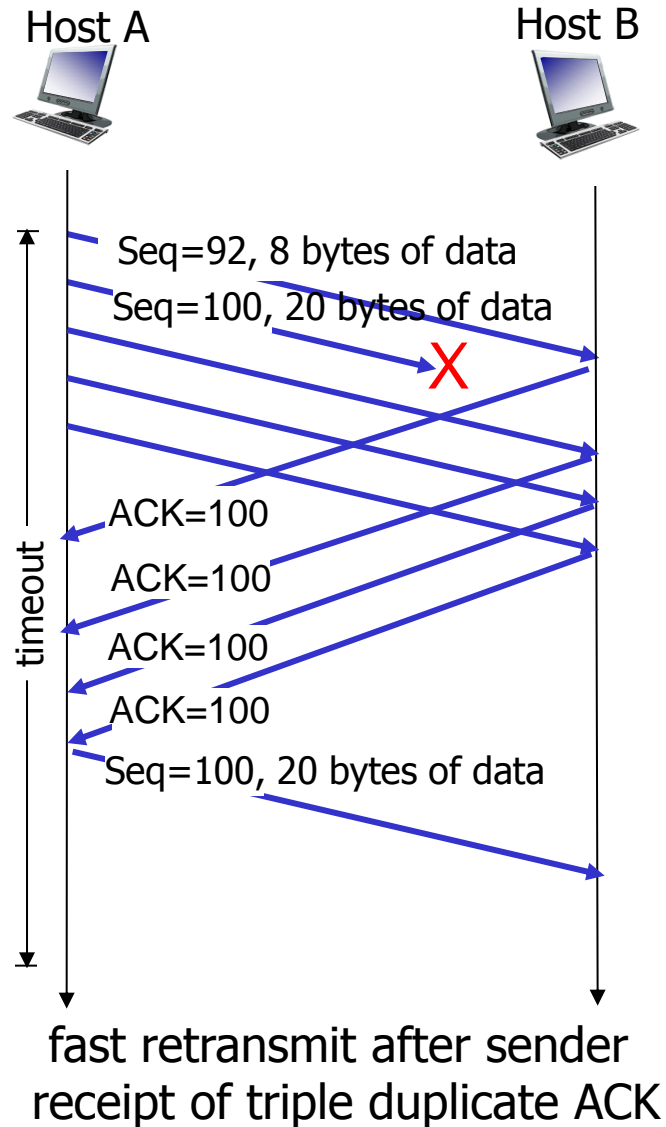 Host A
Host B
Seq=92, 8 bytes of data
Seq=100, 20 bytes of data
X
ACK=100
timeout
ACK=100
ACK=100
ACK=100
Seq=100, 20 bytes of data
fast retransmit after sender
receipt of triple duplicate ACK